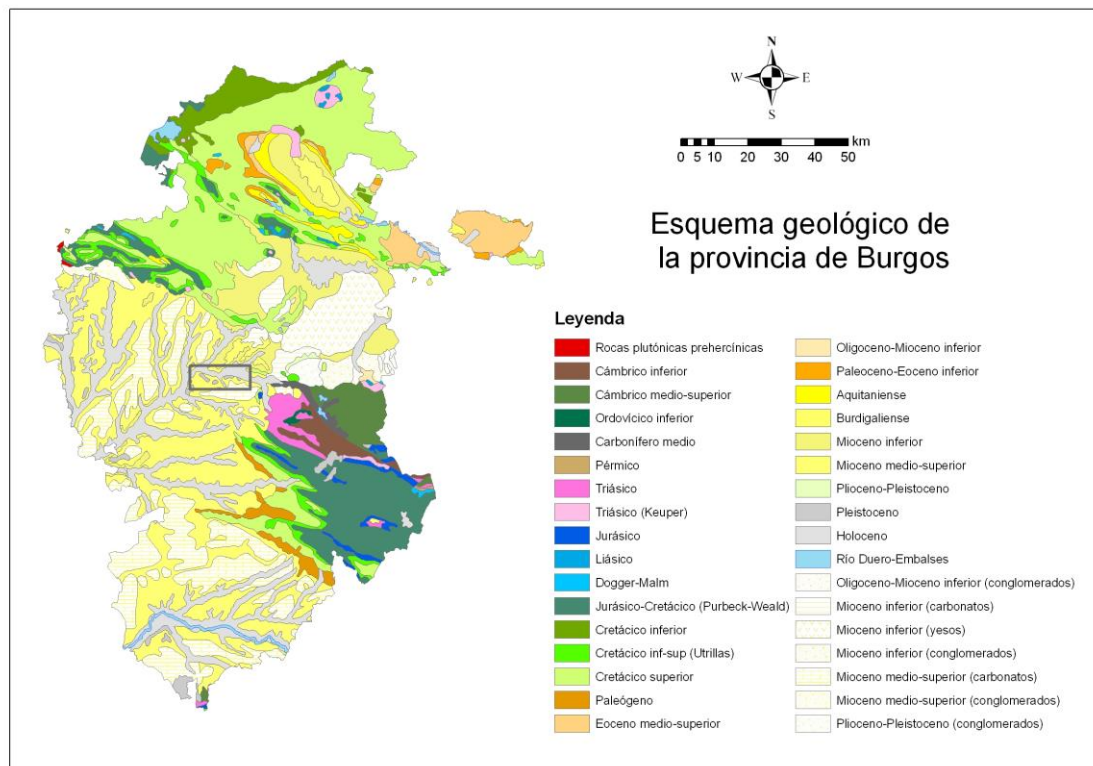 N
W E
S
km
0 5 10 20 30 40 50
Esquema geológico de
la provincia de Burgos
Leyenda
Rocas plutónicas prehercínicas
Cámbrico inferior
Cámbrico medio-superior
Ordovícico inferior
Carbonífero medio
Pérmico
Triásico
Triásico (Keuper)
Jurásico
Liásico
Dogger-Malm
Jurásico-Cretácico (Purbeck-Weald)
Cretácico inferior
Cretácico inf-sup (Utrillas)
Cretácico superior
Paleógeno
Eoceno medio-superior
Oligoceno-Mioceno inferior
Paleoceno-Eoceno inferior
Aquitaniense
Burdigaliense
Mioceno inferior
Mioceno medio-superior
Plioceno-Pleistoceno
Pleistoceno
Holoceno
Río Duero-Embalses
Oligoceno-Mioceno inferior (conglomerados)
Mioceno inferior (carbonatos)
Mioceno inferior (yesos)
Mioceno inferior (conglomerados)
Mioceno medio-superior (carbonatos)
Mioceno medio-superior (conglomerados)
Plioceno-Pleistoceno (conglomerados)